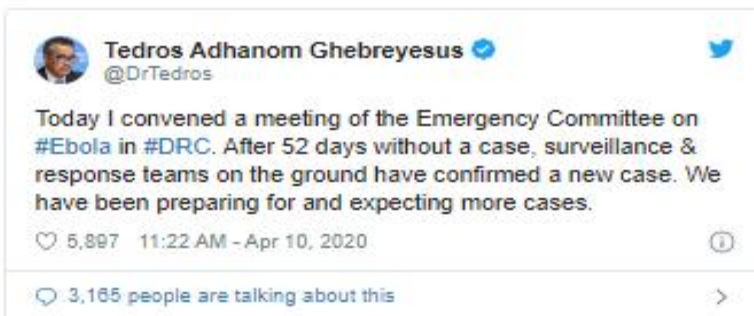 Tedros Adhanom Ghebreyesus
@DrTedros
Today I convened a meeting of the Emergency Committee on
#Ebola in #DRC. After 52 days without a case, surveillance &
response teams on the ground have confirmed a new case. We
have been preparing for and expecting more cases.
5,897 11:22 AM - Apr 10, 2020
3,165 people are talking about this